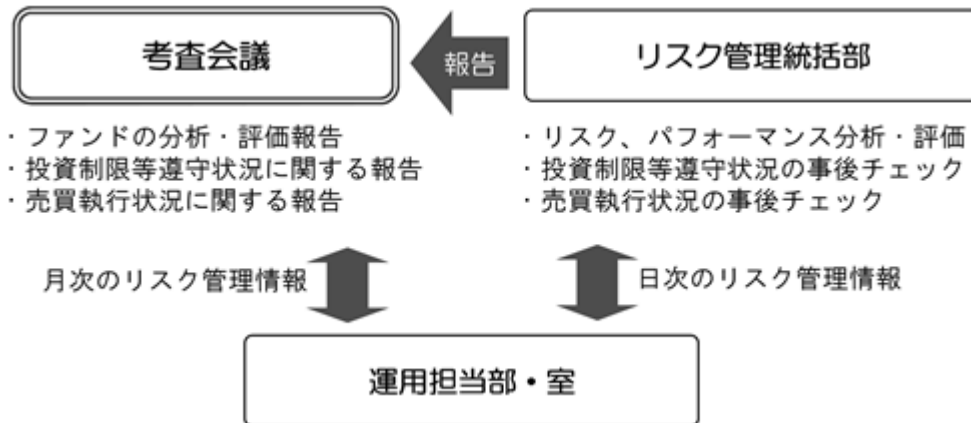 考査会議
報告
リスク管理統括部
・ファンドの分析・評価報告
・投資制限等遵守状況に関する報告
・売買執行状況に関する報告
・リスク、パフォーマンス分析・評価
・投資制限等遵守状況の事後チェック
・売買執行状況の事後チェック
月次のリスク管理情報
日次のリスク管理情報
運用担当部・室